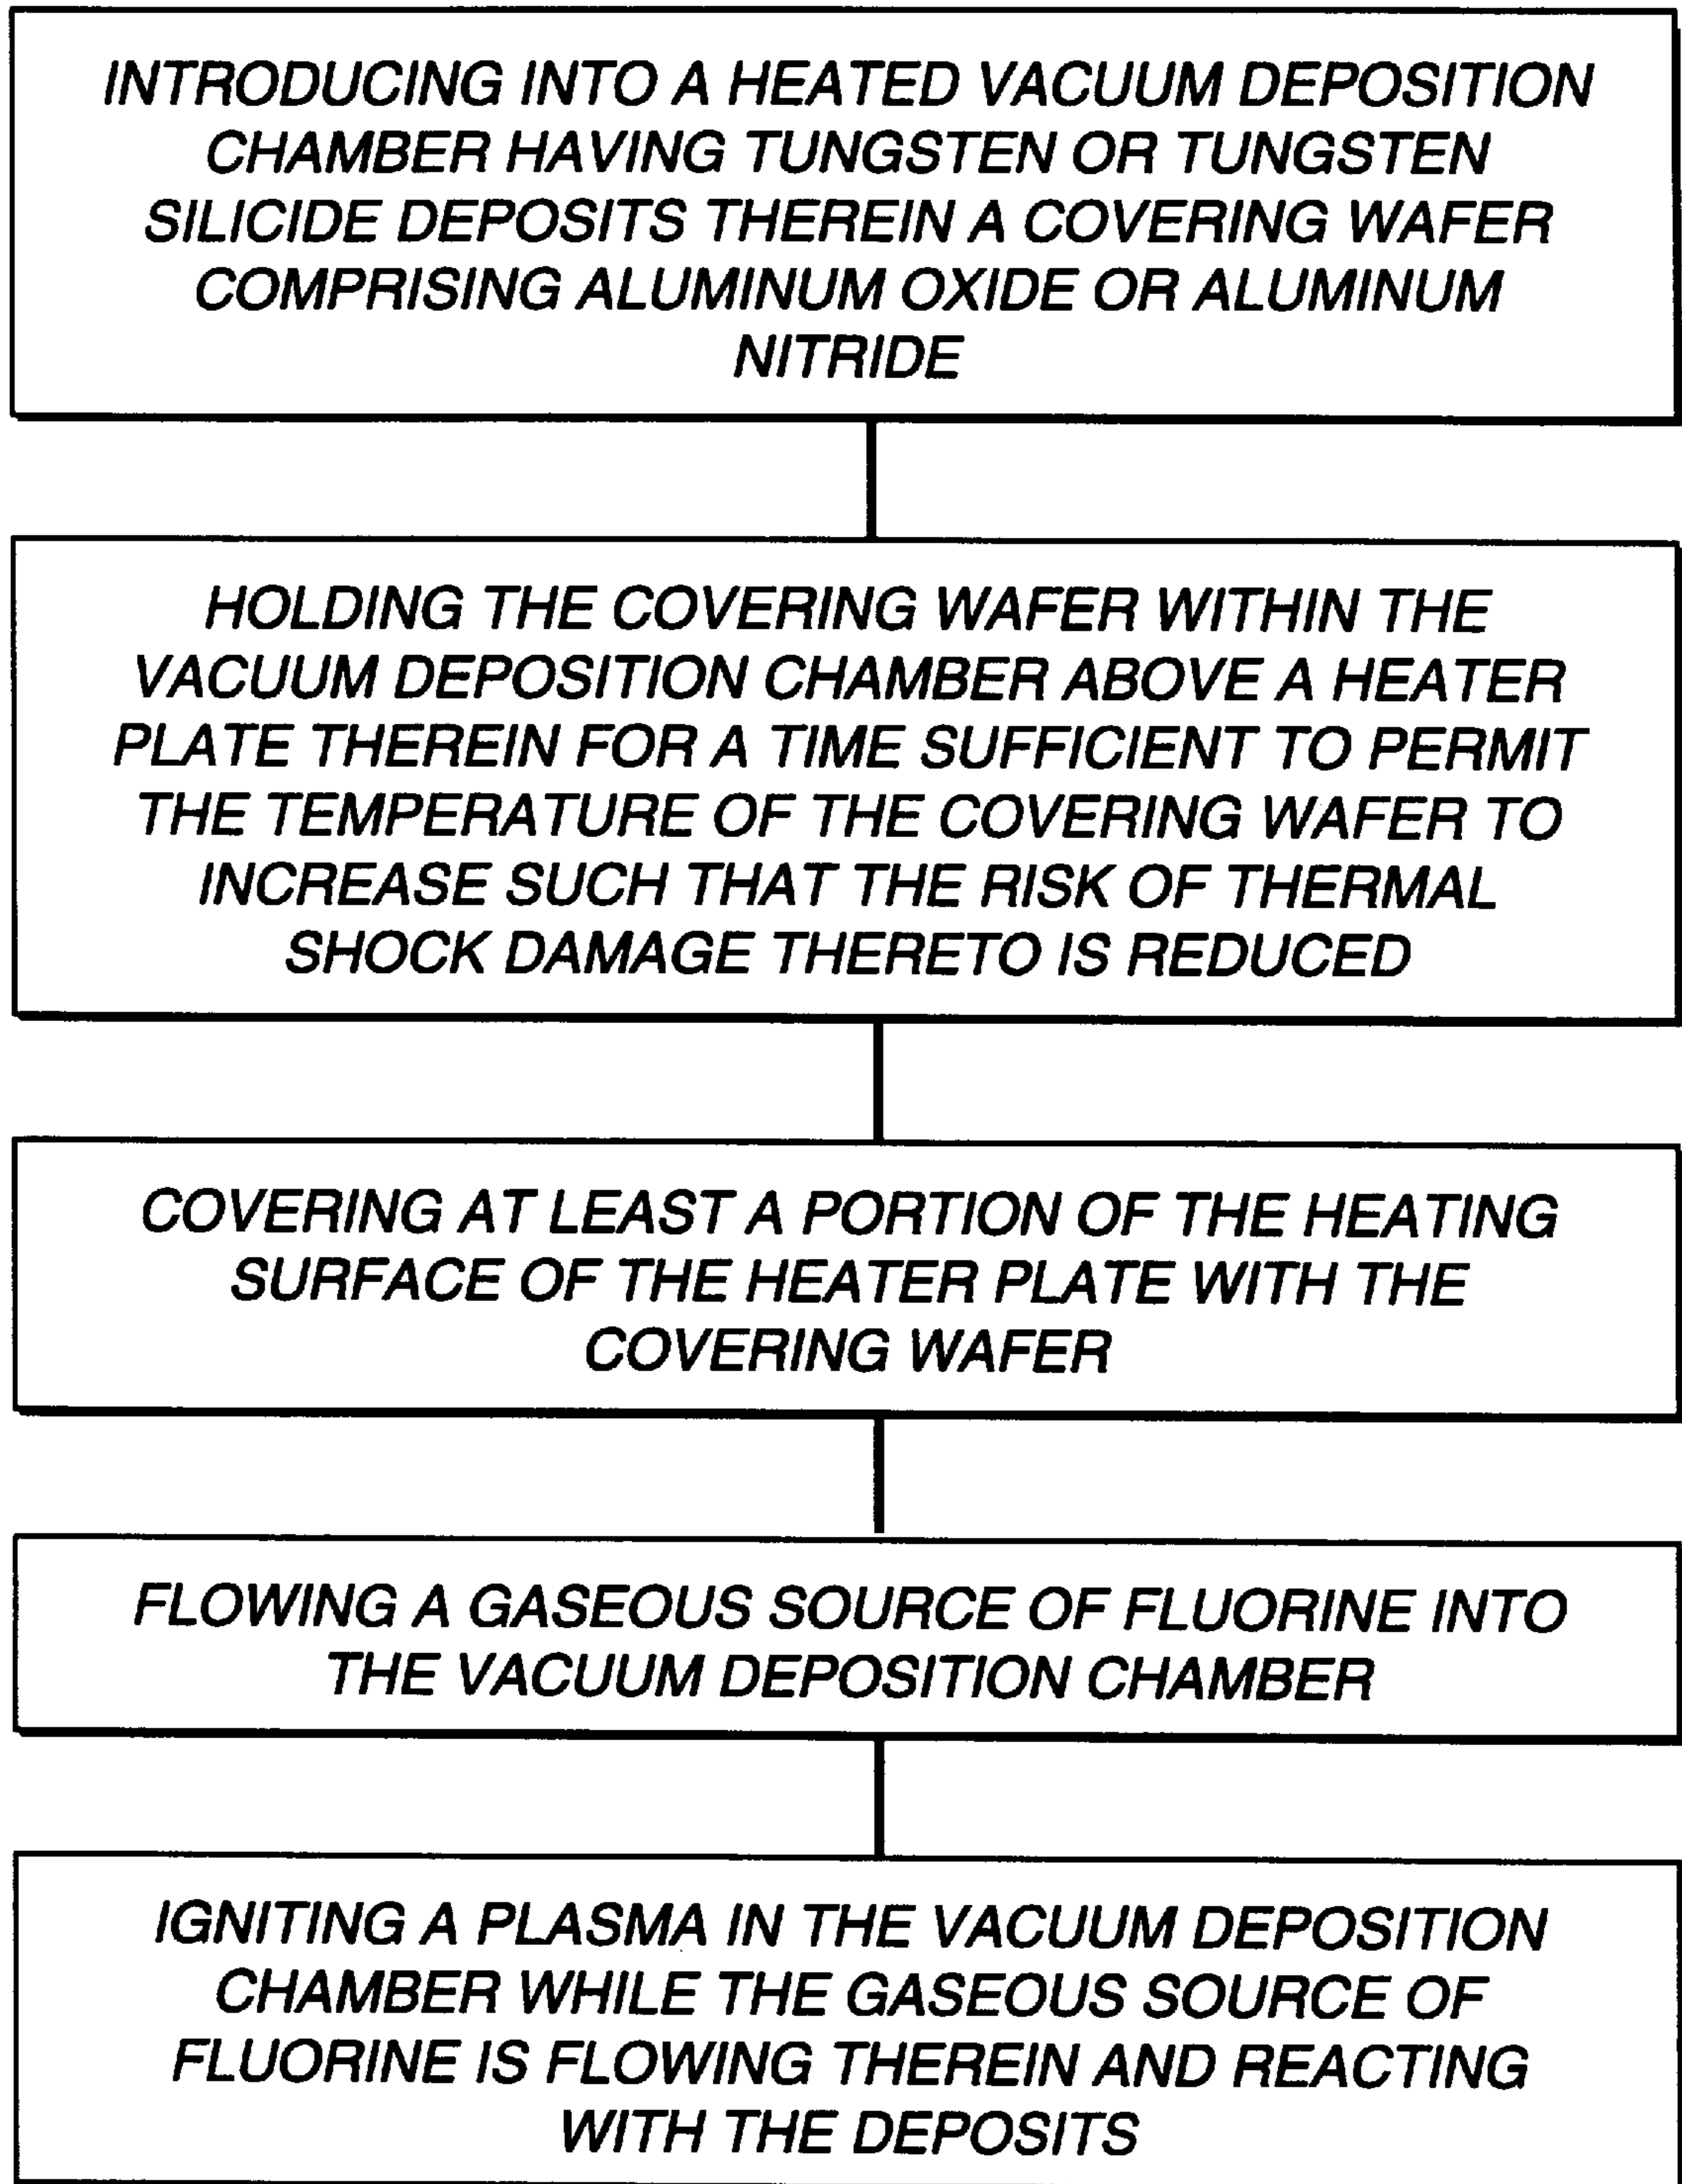 INTRODUCING INTO A HEATED VACUUM DEPOSITION
CHAMBER HAVING TUNGSTEN OR TUNGSTEN
SILICIDE DEPOSITS THEREIN A COVERING WAFER
COMPRISING ALUMINUM OXIDE OR ALUMINUM
NITRIDE
HOLDING THE COVERING WAFER WITHIN THE
VACUUM DEPOSITION CHAMBER ABOVE A HEATER
PLATE THEREIN FOR A TIME SUFFICIENT TO PERMIT
THE TEMPERATURE OF THE COVERING WAFER TO
INCREASE SUCH THAT THE RISK OF THERMAL
SHOCK DAMAGE THERETO IS REDUCED
COVERING AT LEAST A PORTION OF THE HEATING
SURFACE OF THE HEATER PLATE WITH THE
COVERING WAFER
FLOWING A GASEOUS SOURCE OF FLUORINE INTO
THE VACUUM DEPOSITION CHAMBER
IGNITING A PLASMA IN THE VACUUM DEPOSITION
CHAMBER WHILE THE GASEOUS SOURCE OF
FLUORINE IS FLOWING THEREIN AND REACTING
WITH THE DEPOSITS